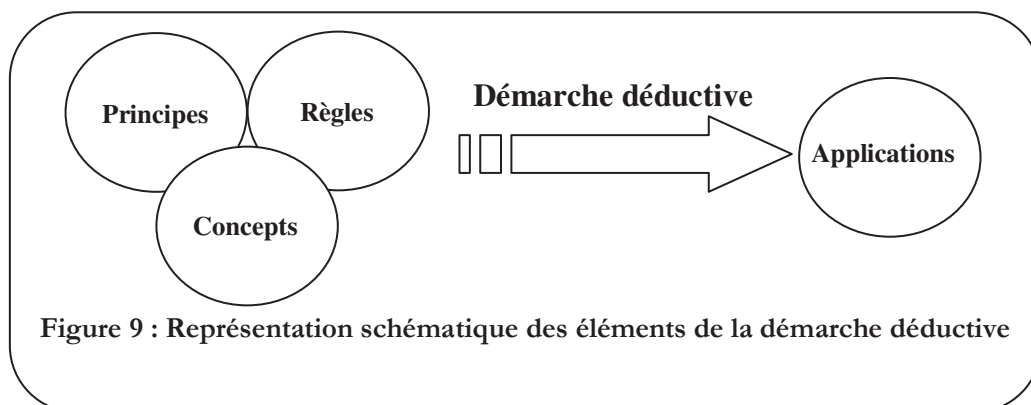 Principes
Règles
Concepts
Démarche déductive
Applications
Figure 9 : Représentation schématique des éléments de la démarche déductive